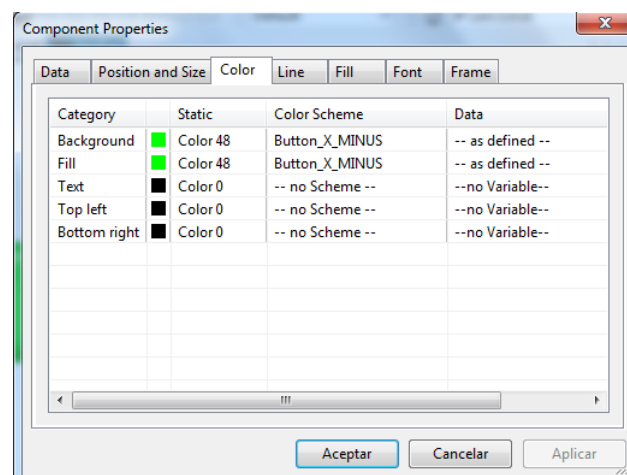 Component Properties
Data Position and Size Color Line Fill Font Frame
Category Static Color Scheme Data
Background Color 48 Button_X_MINUS -- as defined --
Fill Color 48 Button_X_MINUS -- as defined --
Text Color 0 -- no Scheme -- --no Variable--
Top left Color 0 -- no Scheme -- --no Variable--
Bottom right Color 0 -- no Scheme -- --no Variable--
Aceptar Cancelar Aplicar